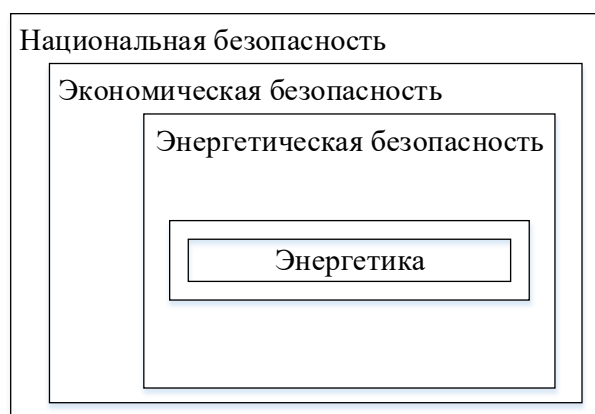 Национальная безопасность
Экономическая безопасность
Энергетическая безопасность
Энергетика